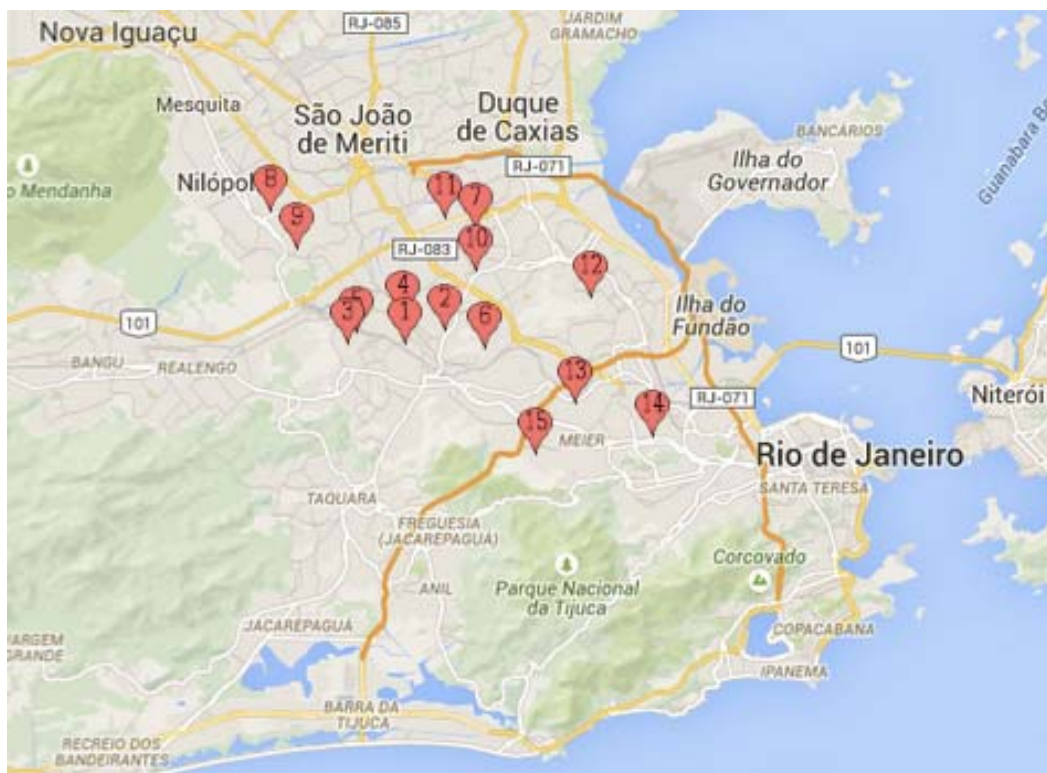 JARDIM
GRAMACHO
RJ-085
Nova Iguaçu
Mesquita
São João
de Meriti
Duque
de Caxias
BANCÁRIOS
RJ-071
Ilha do
Governador
Guanabara
o Mendanha
Nilópol
8
11
7
9
10
RJ-083
12
4
5
3
1
2
6
Ilha do
Fundão
101
BANGU
REALENGO
101
13
RJ-071
14
Niterói
15
MEIER
Rio de Janeiro
SANTA TERESA
TAQUARA
FREGUESIA
(JACAREPAGUÁ)
Corcovado
ANIL
Parque Nacional
da Tijuca
JACAREPAGUÁ
COPACABANA
ARGEM
GRANDE
IPANEMA
BARRA DA
TIJUCA
RECREIO DOS
BANDEIRANTES